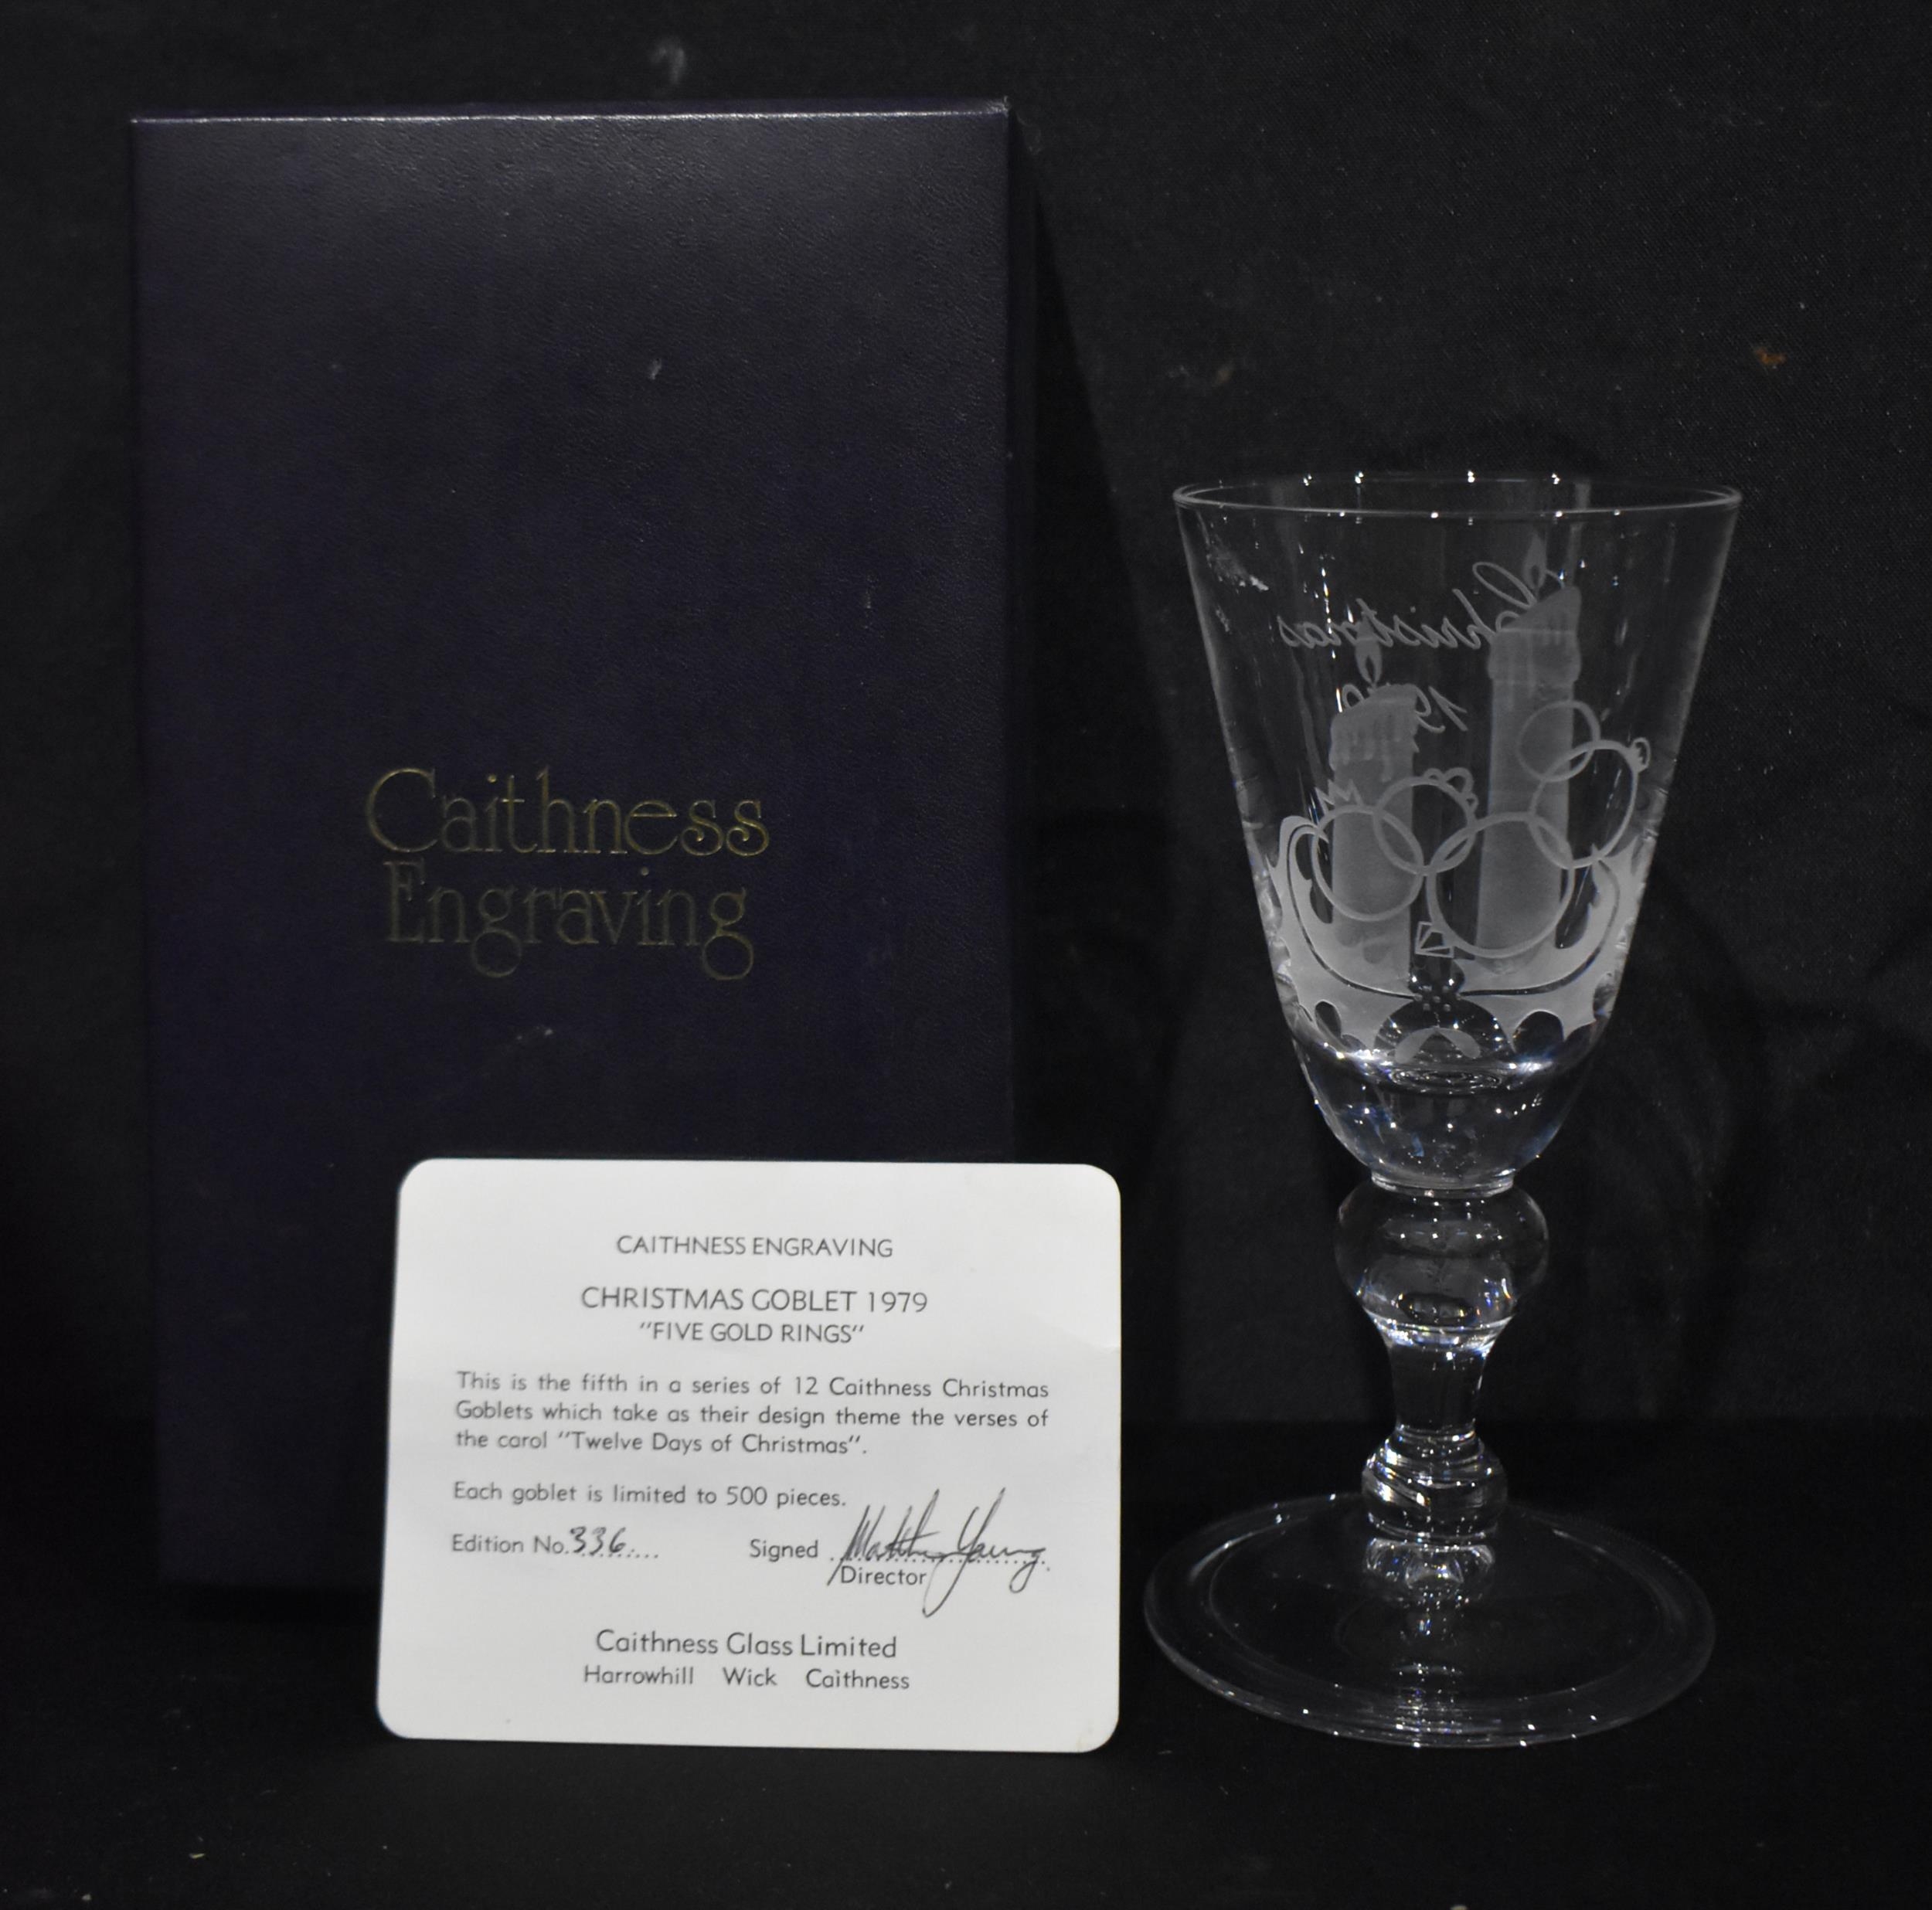 Caithness
Engraving
CAITHNESS ENGRAVING
CHRISTMAS GOBLET 1979
"FIVE GOLD RINGS"
This is the fifth in a series of 12 Caithness Christmas
Goblets which take as their design theme the verses of
the carol "Twelve Days of Christmas".
Each goblet is limited to 500 pieces.
Edition No. 336 Signed Matthew Young
Director
Caithness Glass Limited
Harrowhill Wick Caithness
Christmas